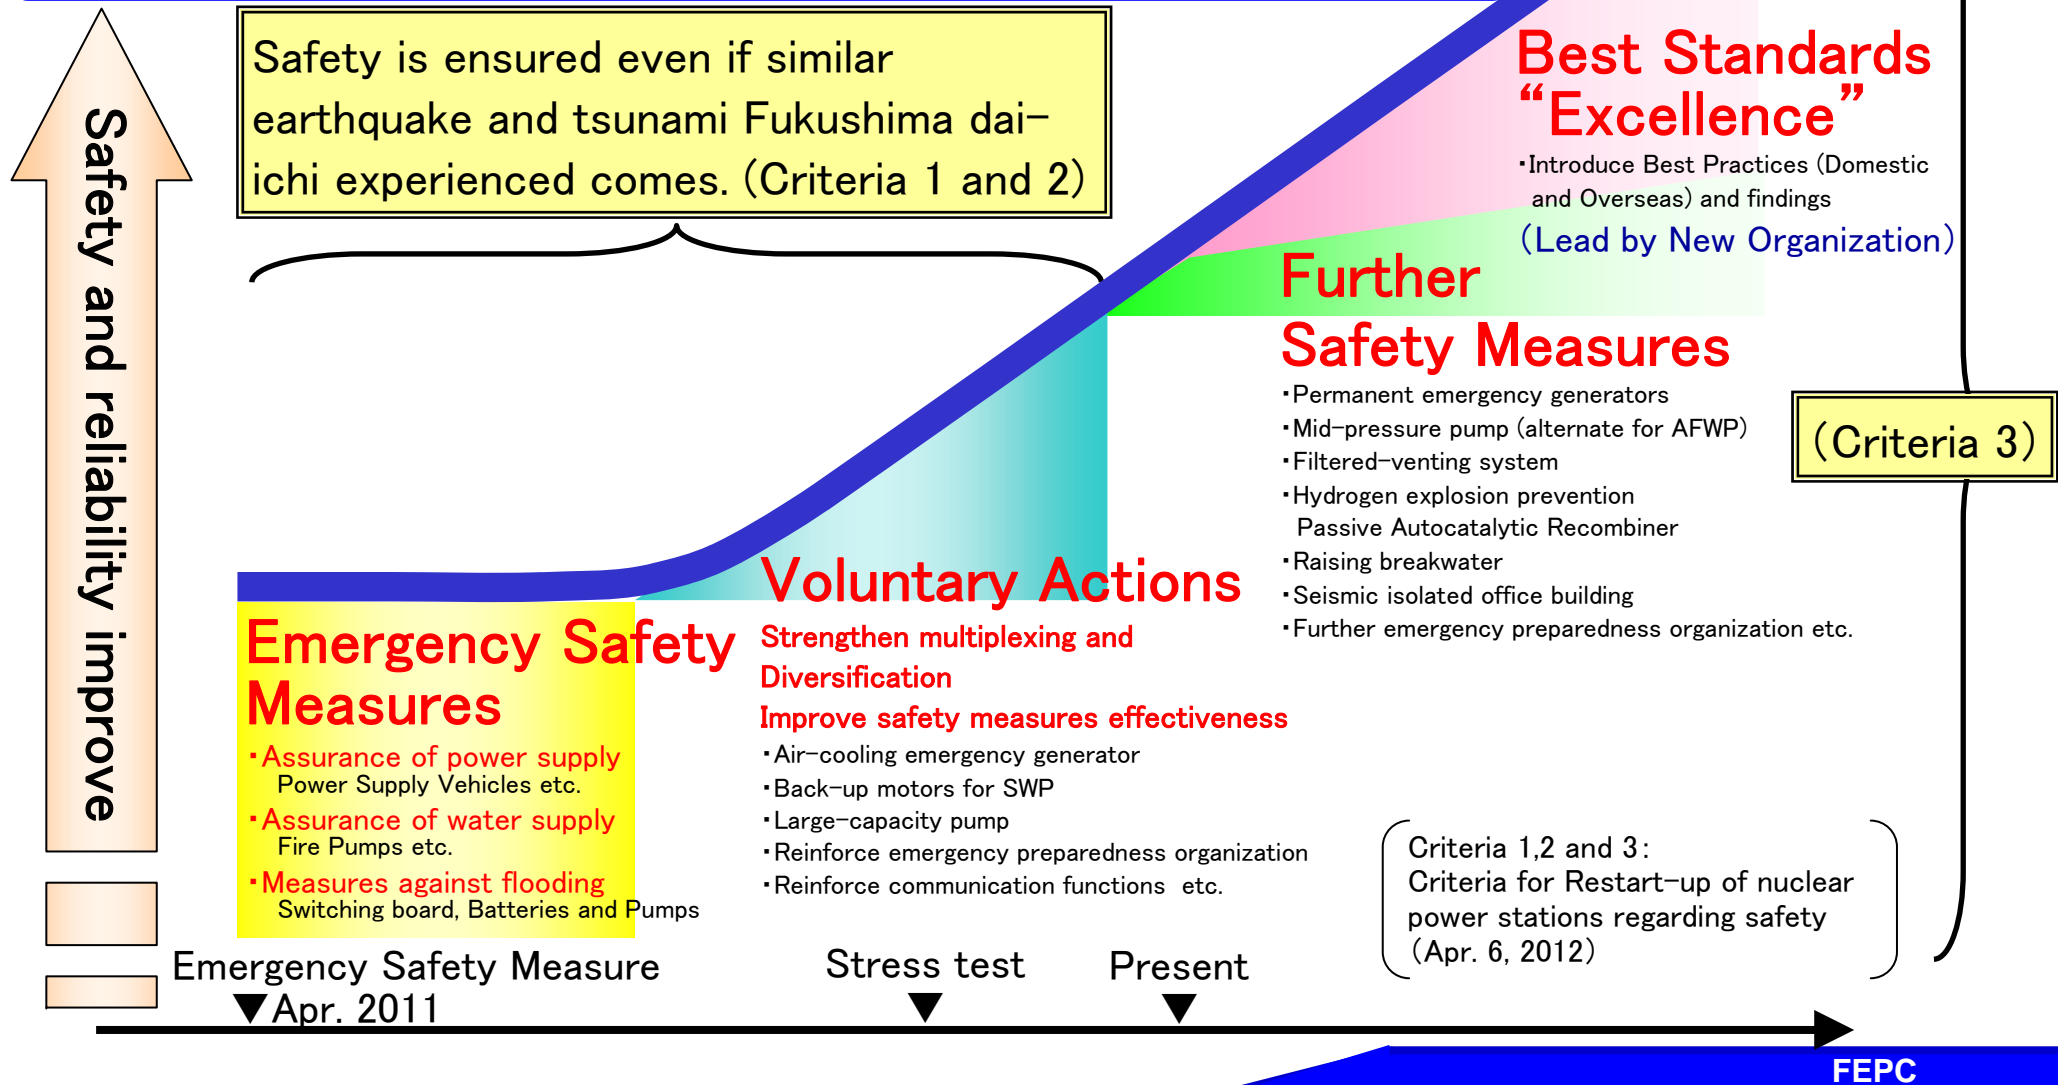 Safety and reliability improve
Safety is ensured even if similar
earthquake and tsunami Fukushima dai-
ichi experienced comes. (Criteria 1 and 2)
Best Standards
“Excellence”
・Introduce Best Practices (Domestic
and Overseas) and findings
(Lead by New Organization)
Further
Safety Measures
・Permanent emergency generators
・Mid-pressure pump (alternate for AFWP)
・Filtered-venting system
・Hydrogen explosion prevention
Passive Autocatalytic Recombiner
・Raising breakwater
・Seismic isolated office building
・Further emergency preparedness organization etc.
(Criteria 3)
Voluntary Actions
Strengthen multiplexing and
Diversification
Improve safety measures effectiveness
・Air-cooling emergency generator
・Back-up motors for SWP
・Large-capacity pump
・Reinforce emergency preparedness organization
・Reinforce communication functions etc.
Emergency Safety
Measures
・Assurance of power supply
Power Supply Vehicles etc.
・Assurance of water supply
Fire Pumps etc.
・Measures against flooding
Switching board, Batteries and Pumps
Criteria 1,2 and 3:
Criteria for Restart-up of nuclear
power stations regarding safety
(Apr. 6, 2012)
Emergency Safety Measure
▼Apr. 2011
Stress test
Present
FEPC